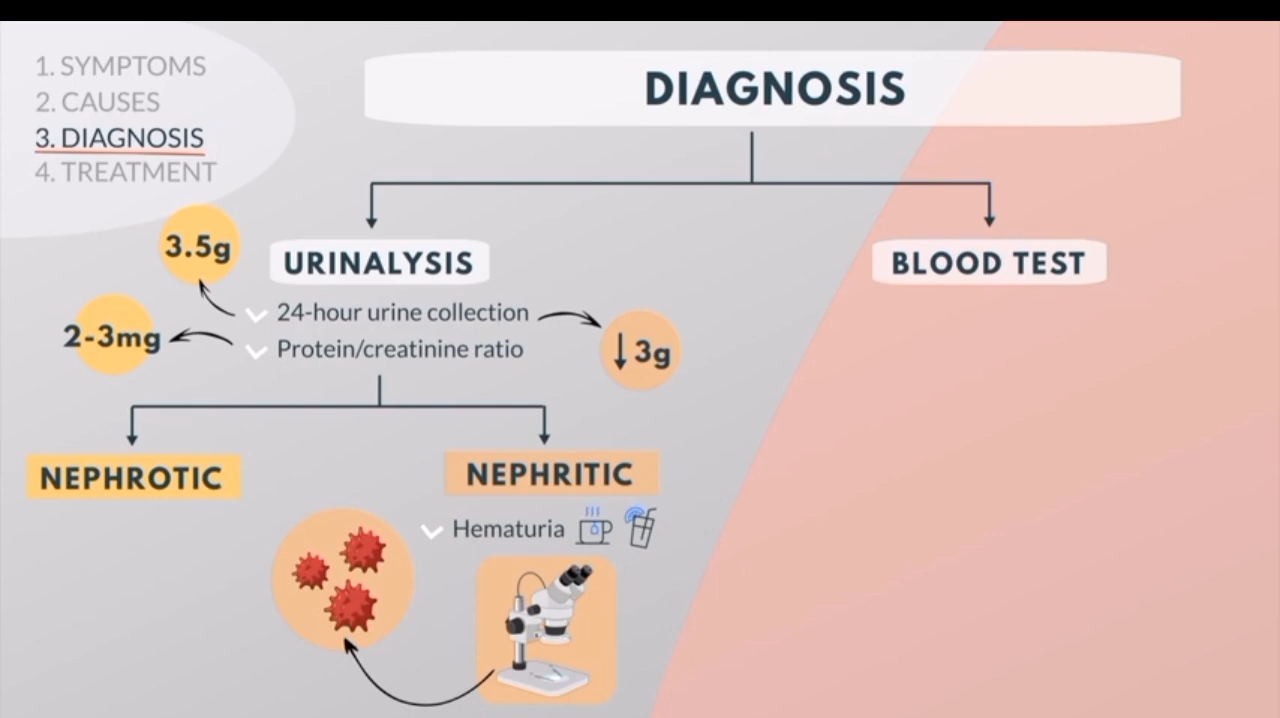 1. SYMPTOMS
2. CAUSES
3. DIAGNOSIS
4. TREATMENT
DIAGNOSIS
3.5g
URINALYSIS
BLOOD TEST
24-hour urine collection
2-3mg
Protein/creatinine ratio
↓ 3g
NEPHROTIC
NEPHRITIC
Hematuria